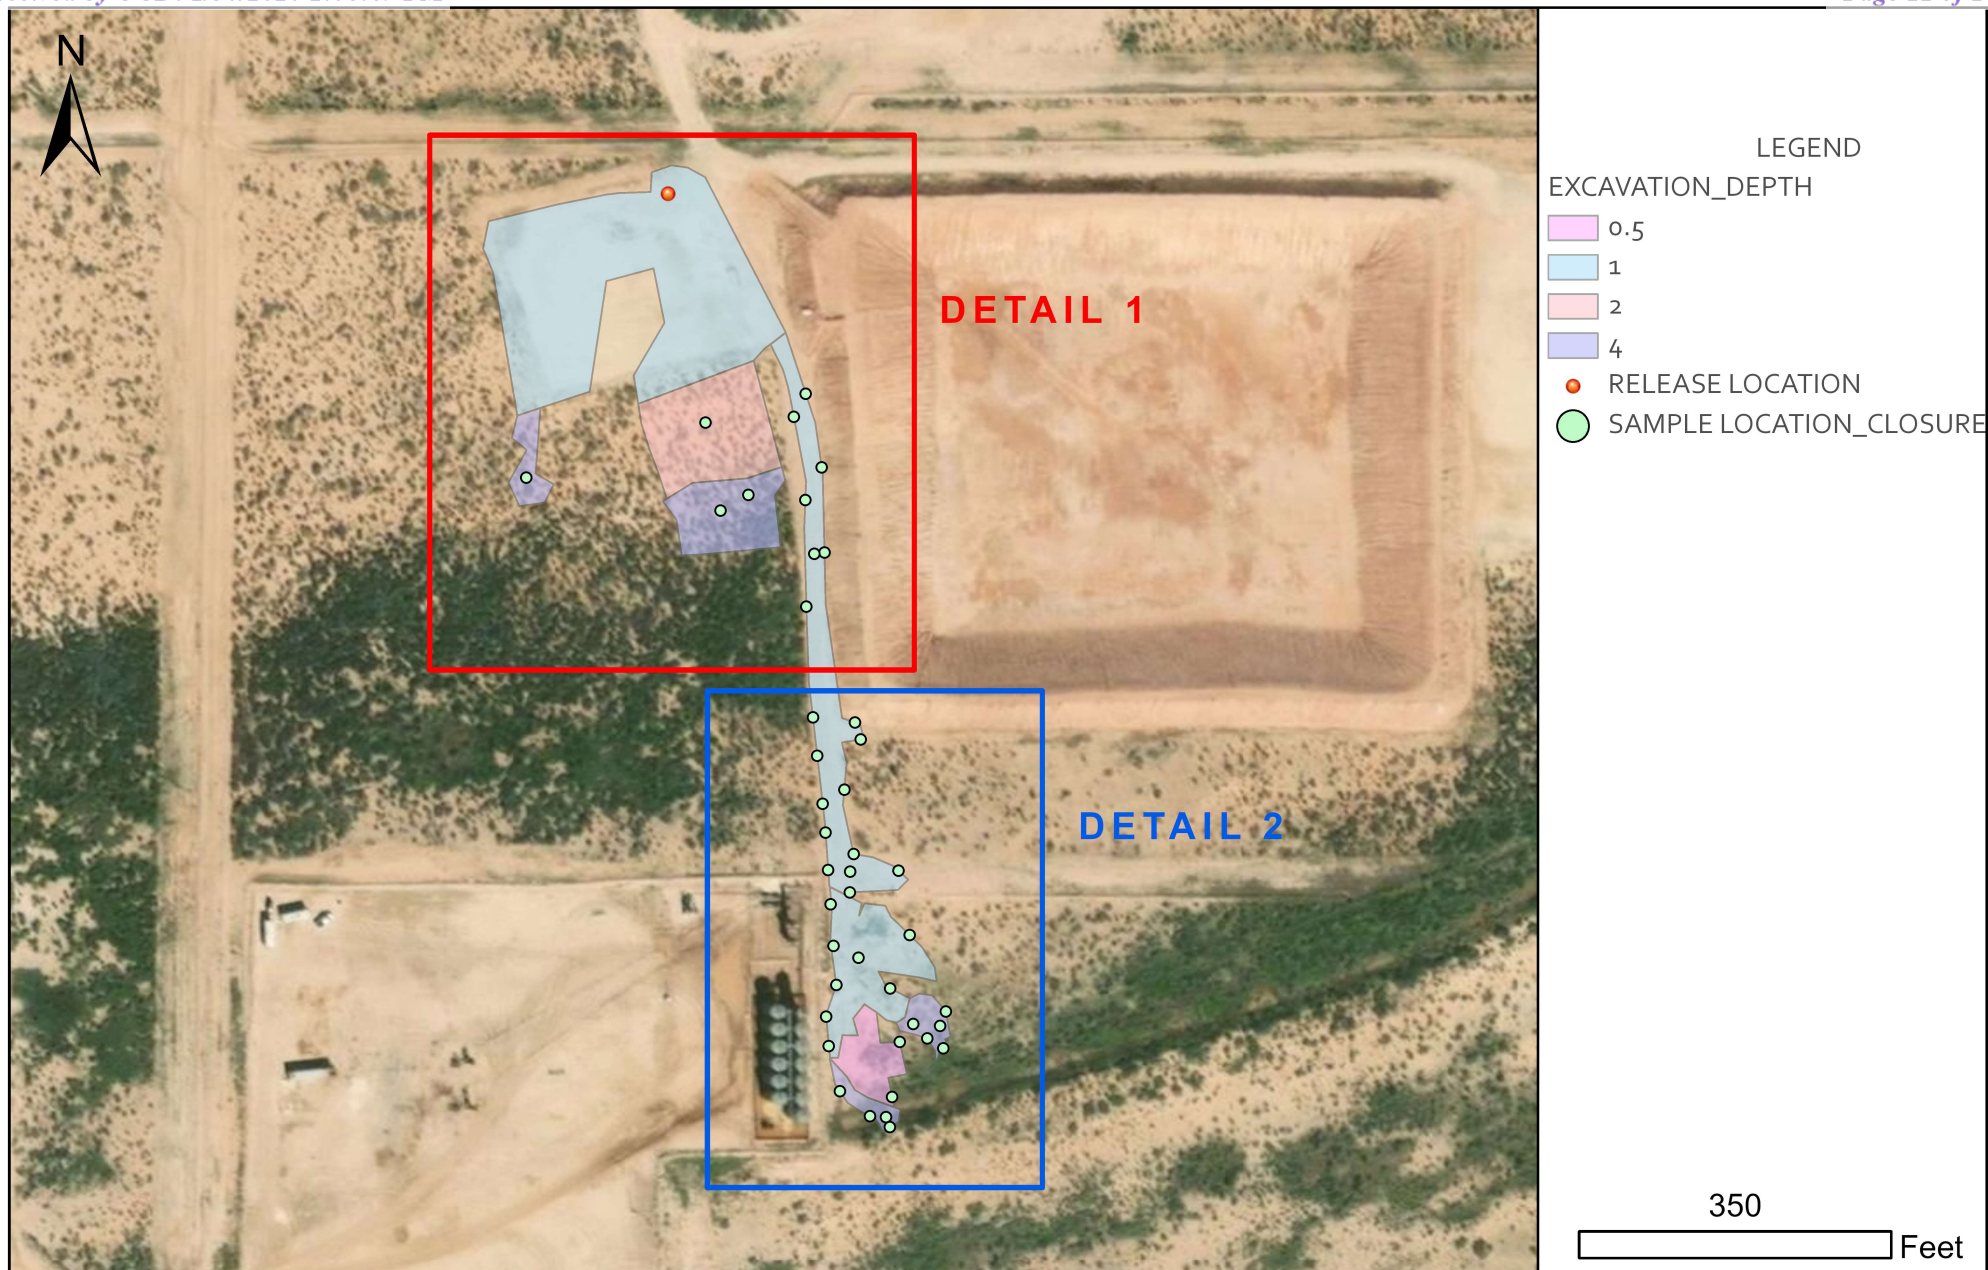 N
DETAIL 1
DETAIL 2
LEGEND
EXCAVATION_DEPTH
0.5
1
2
4
RELEASE LOCATION
SAMPLE LOCATION_CLOSURE
350
Feet